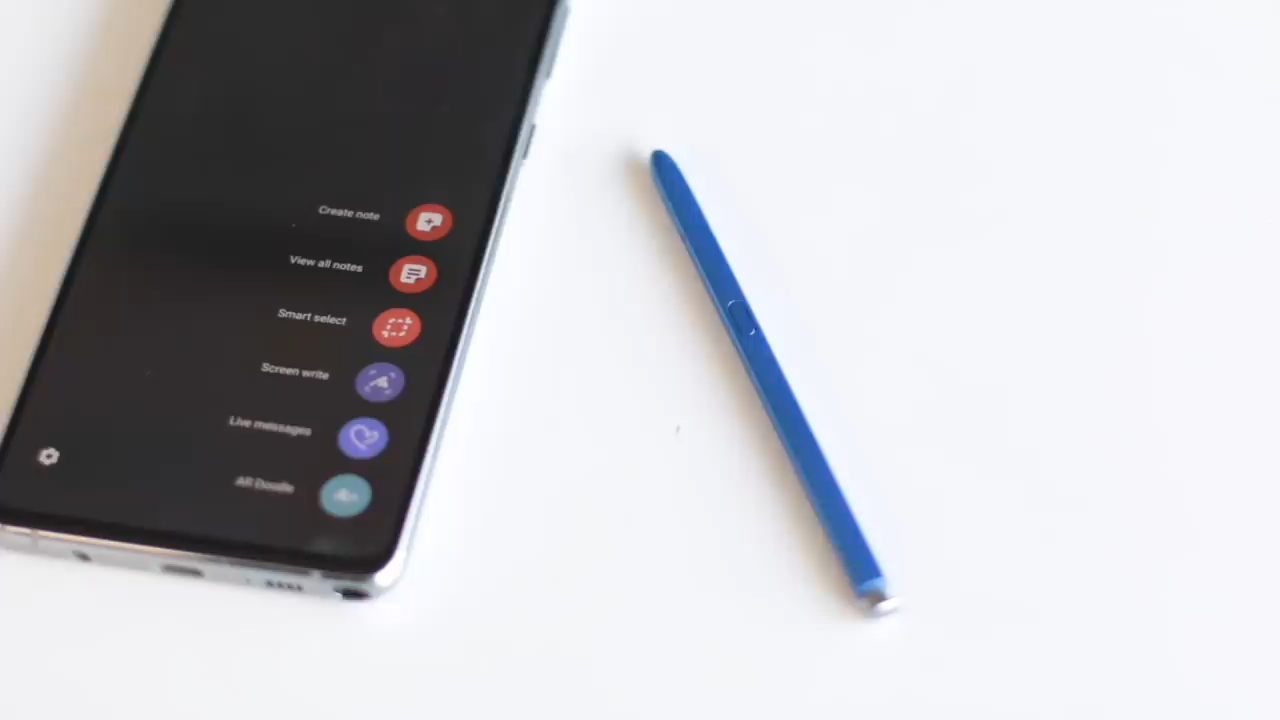 Create note
View all notes
Smart select
Screen write
Live messages
AR Doodle